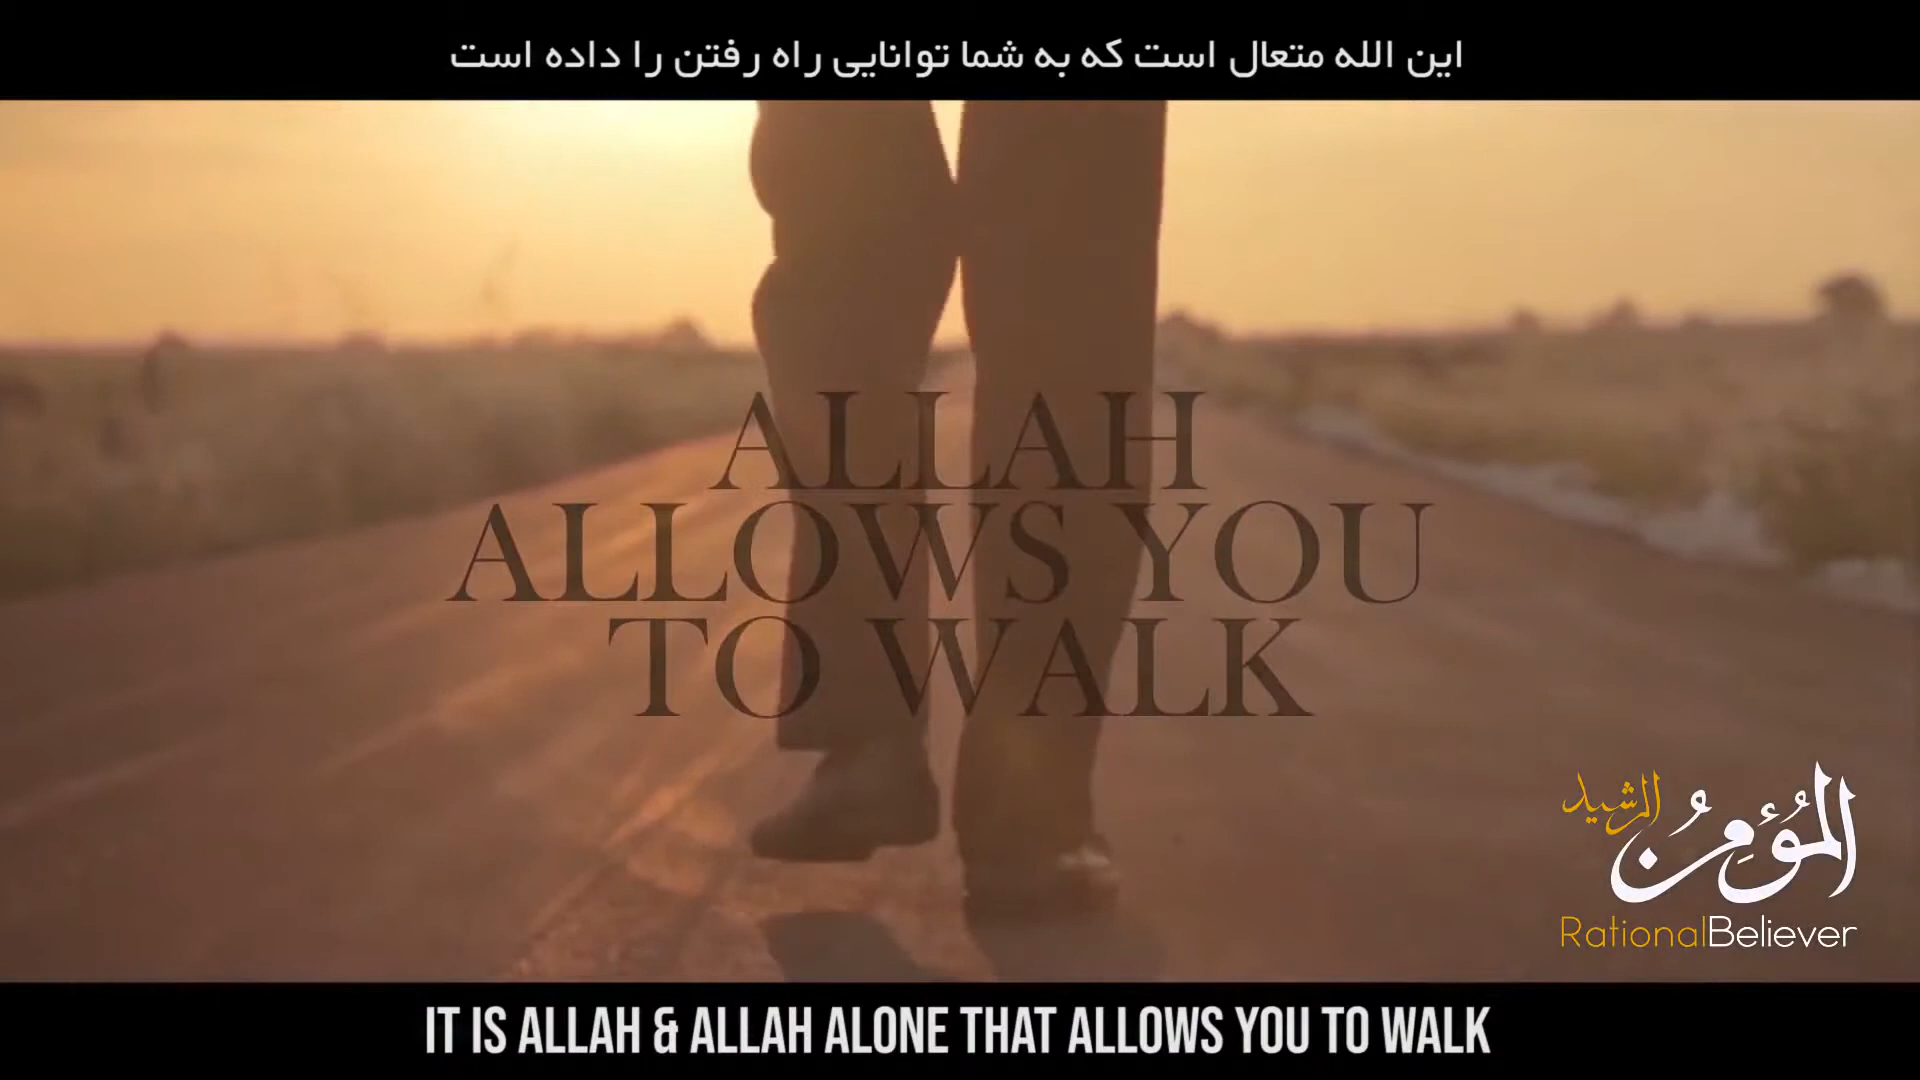 این الله متعال است که به شما توانایی راه رفتن را داده است
ALLAH
ALLOWS YOU
TO WALK
المؤمن الرشيد
RationalBeliever
IT IS ALLAH & ALLAH ALONE THAT ALLOWS YOU TO WALK